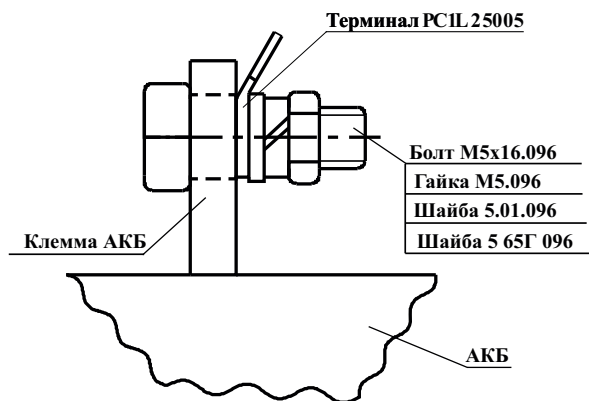 Терминал PC1L 25005
Болт М5х16.096
Гайка М5.096
Шайба 5.01.096
Шайба 5 65Г 096
Клемма АКБ
АКБ